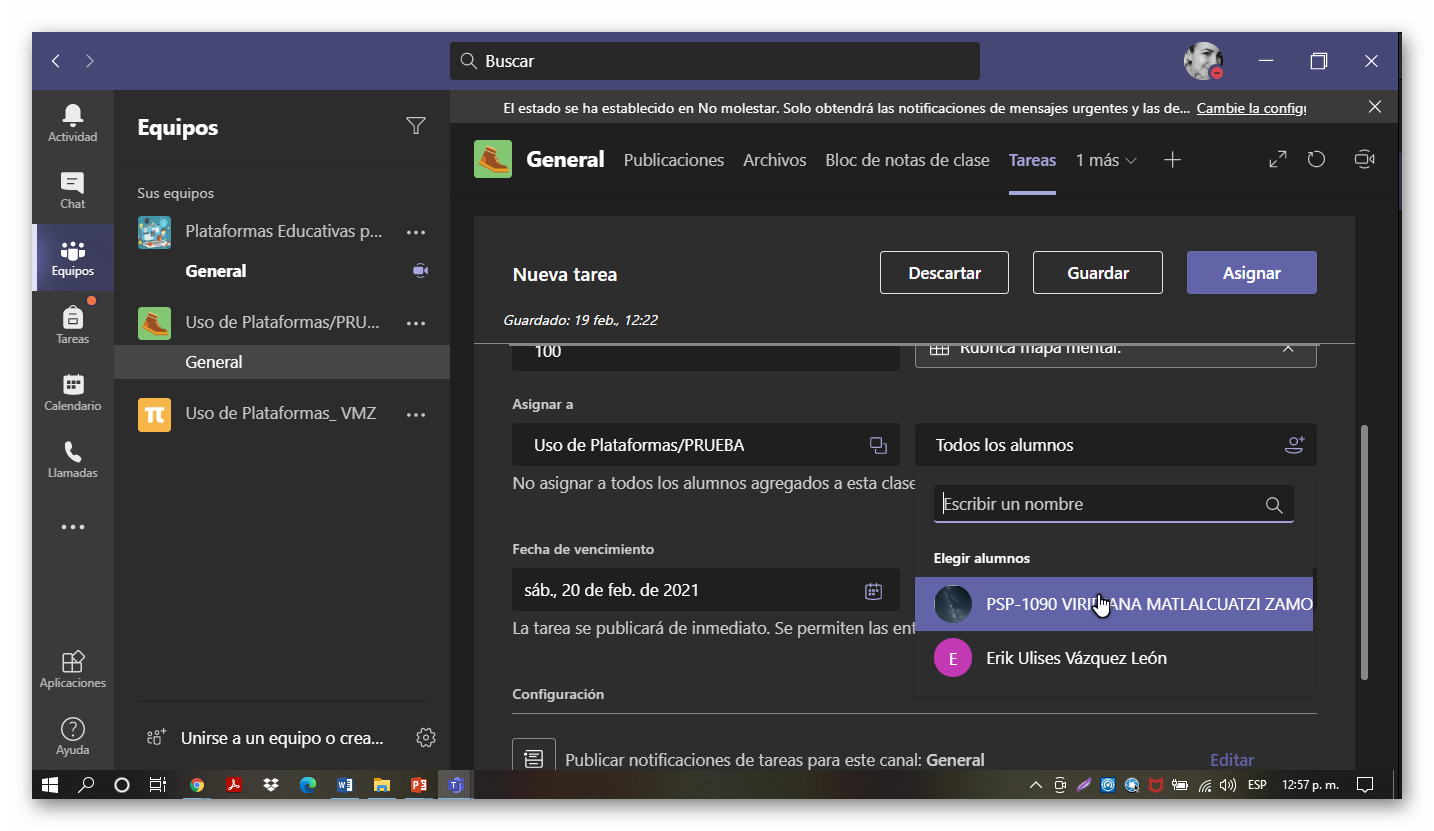 Buscar
El estado se ha establecido en No molestar. Solo obtendrá las notificaciones de mensajes urgentes y las de... Cambie la configu
Actividad
Chat
Equipos
Tareas
Calendario
Llamadas
Aplicaciones
Ayuda
Equipos
Sus equipos
Plataformas Educativas p...
General
Uso de Plataformas/PRU...
General
π
Uso de Plataformas_ VMZ
Unirse a un equipo o crea...
General Publicaciones Archivos Bloc de notas de clase Tareas 1 más
Nueva tarea
Descartar Guardar Asignar
Guardado: 19 feb., 12:22
100
Rúbrica mapa mental.
Asignar a
Uso de Plataformas/PRUEBA
Todos los alumnos
No asignar a todos los alumnos agregados a esta clase
Escribir un nombre
Elegir alumnos
PSP-1090 VIRIDIANA MATLALCUATZI ZAMO
E Erik Ulises Vázquez León
Fecha de vencimiento
sáb., 20 de feb. de 2021
La tarea se publicará de inmediato. Se permiten las ent
Configuración
Publicar notificaciones de tareas para este canal: General
Editar
ESP 12:57 p. m.